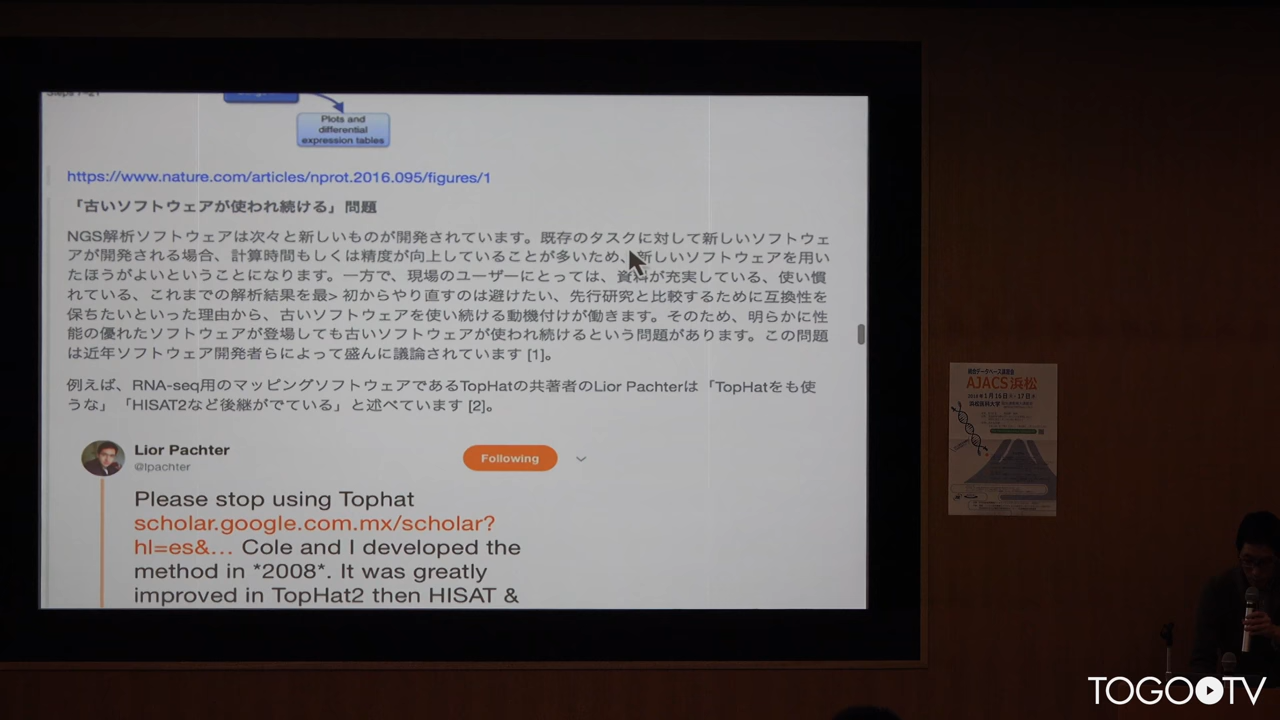 Plots and
differential
expression tables
https://www.nature.com/articles/nprot.2016.095/figures/1
「古いソフトウェアが使われ続ける」問題
NGS解析ソフトウェアは次々と新しいものが開発されています。既存のタスクに対して新しいソフトウェ
アが開発される場合、計算時間もしくは精度が向上していることが多いため、新しいソフトウェアを用い
たほうがよいということになります。一方で、現場のユーザーにとっては、資料が充実している、使い慣
れている、これまでの解析結果を最> 初からやり直すのは避けたい、先行研究と比較するために互換性を
保ちたいといった理由から、古いソフトウェアを使い続ける動機付けが働きます。そのため、明らかに性
能の優れたソフトウェアが登場しても古いソフトウェアが使われ続けるという問題があります。この問題
は近年ソフトウェア開発者らによって盛んに議論されています [1]。
例えば、RNA-seq用のマッピングソフトウェアであるTopHatの共著者のLior Pachterは「TopHatをも使
うな」「HISAT2など後継がでている」と述べています [2]。
Lior Pachter
@lpachter
Following
Please stop using Tophat
scholar.google.com.mx/scholar?
hl=es&... Cole and I developed the
method in *2008*. It was greatly
improved in TopHat2 then HISAT &
AJACS浜松
TOGOTV